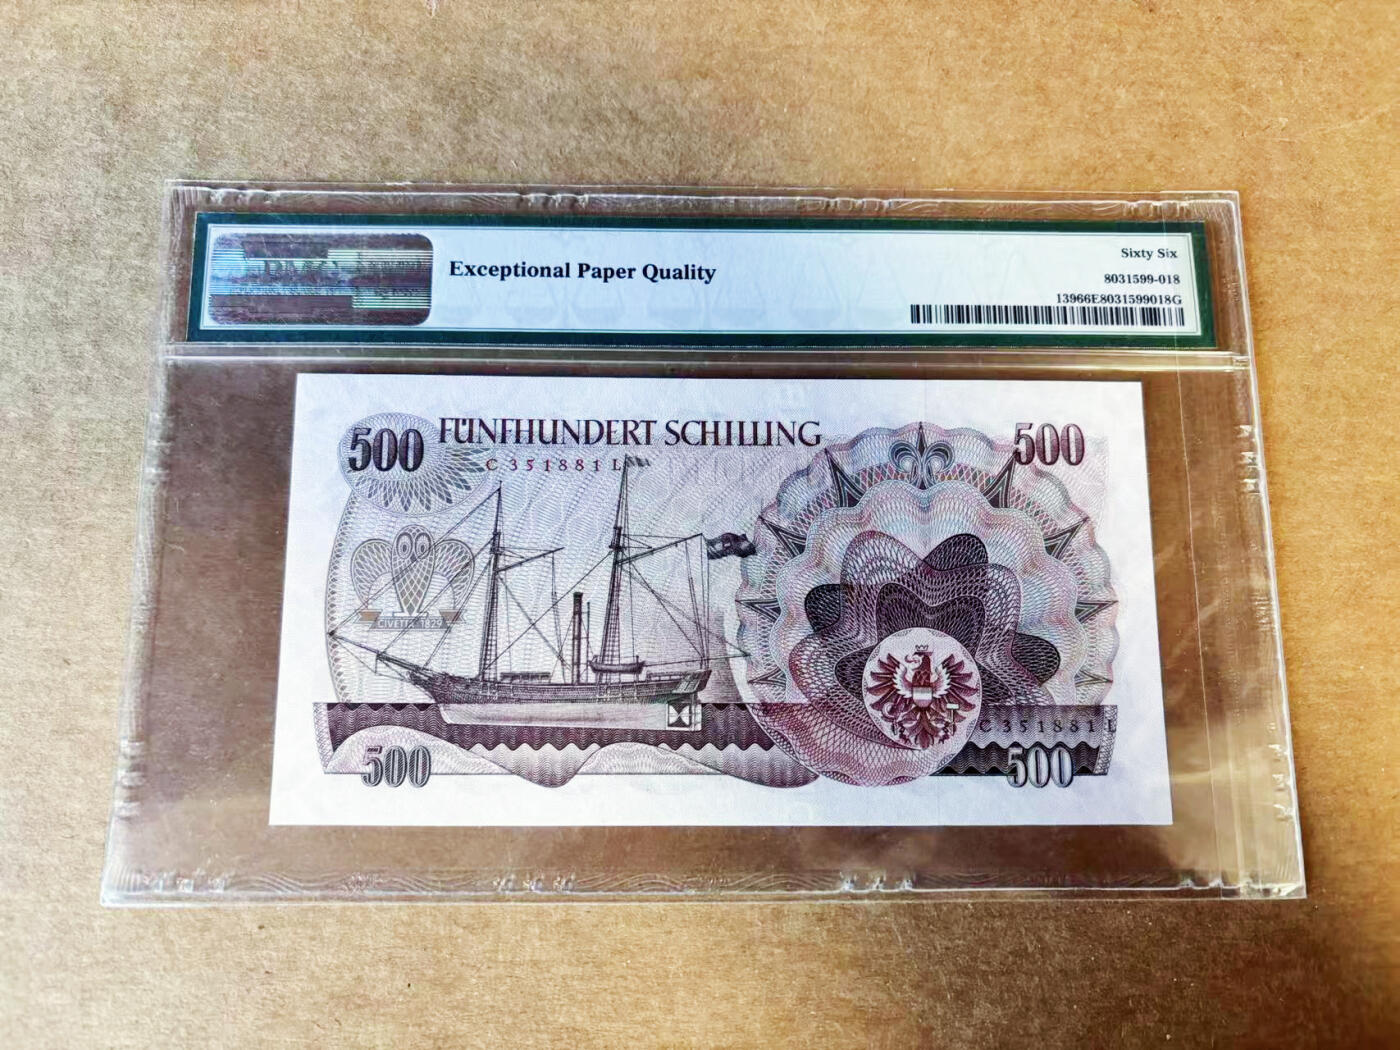 Exceptional Paper Quality
Sixty Six
8031599-018
13966E8031599018G
500
FÜNFHUNDERT SCHILLING
500
C 351881 L
CIVETTA 1829
C 351881 L
500
500